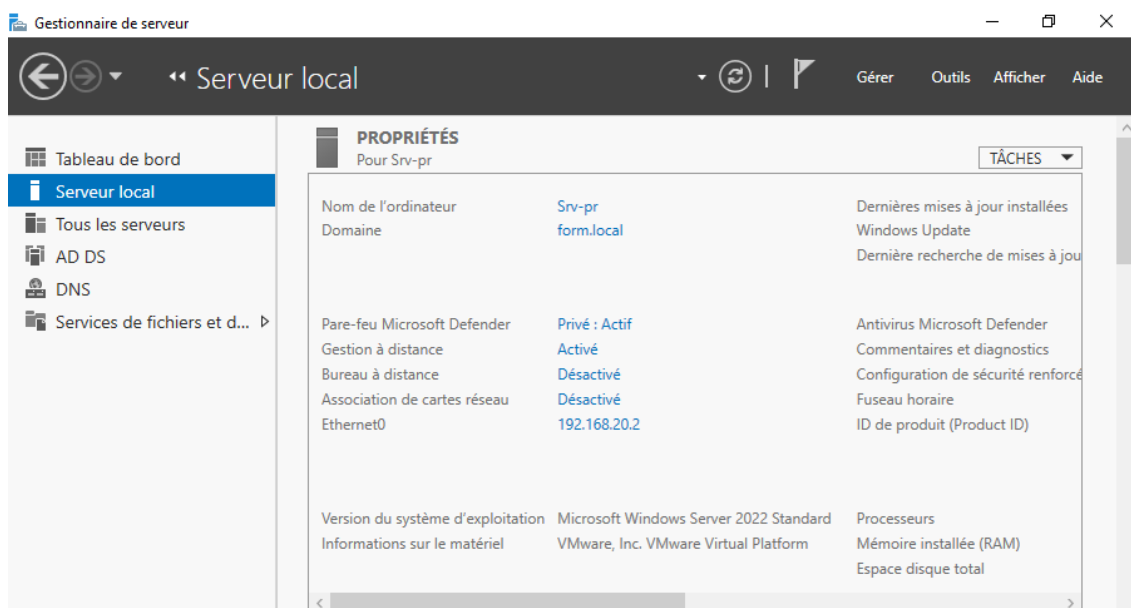 Gestionnaire de serveur
Serveur local
Gérer Outils Afficher Aide
Tableau de bord
Serveur local
Tous les serveurs
AD DS
DNS
Services de fichiers et d...
PROPRIÉTÉS
Pour Srv-pr
TÂCHES
Nom de l'ordinateur Srv-pr Dernières mises à jour installées
Domaine form.local Windows Update
Dernière recherche de mises à jou
Pare-feu Microsoft Defender Privé : Actif Antivirus Microsoft Defender
Gestion à distance Activé Commentaires et diagnostics
Bureau à distance Désactivé Configuration de sécurité renforcé
Association de cartes réseau Désactivé Fuseau horaire
Ethernet0 192.168.20.2 ID de produit (Product ID)
Version du système d'exploitation Microsoft Windows Server 2022 Standard Processeurs
Informations sur le matériel VMware, Inc. VMware Virtual Platform Mémoire installée (RAM)
Espace disque total